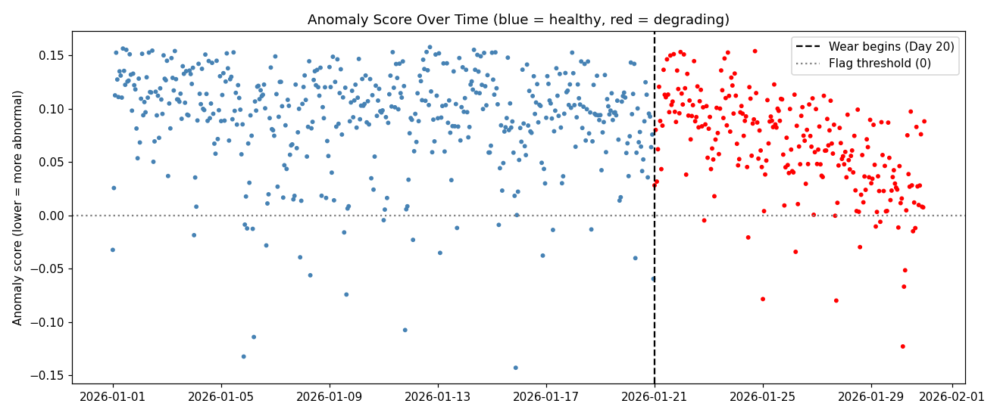 Anomaly Score Over Time (blue = healthy, red = degrading)
Wear begins (Day 20)
Flag threshold (0)
Anomaly score (lower = more abnormal)
0.15
0.10
0.05
0.00
−0.05
−0.10
−0.15
2026-01-01 2026-01-05 2026-01-09 2026-01-13 2026-01-17 2026-01-21 2026-01-25 2026-01-29 2026-02-01